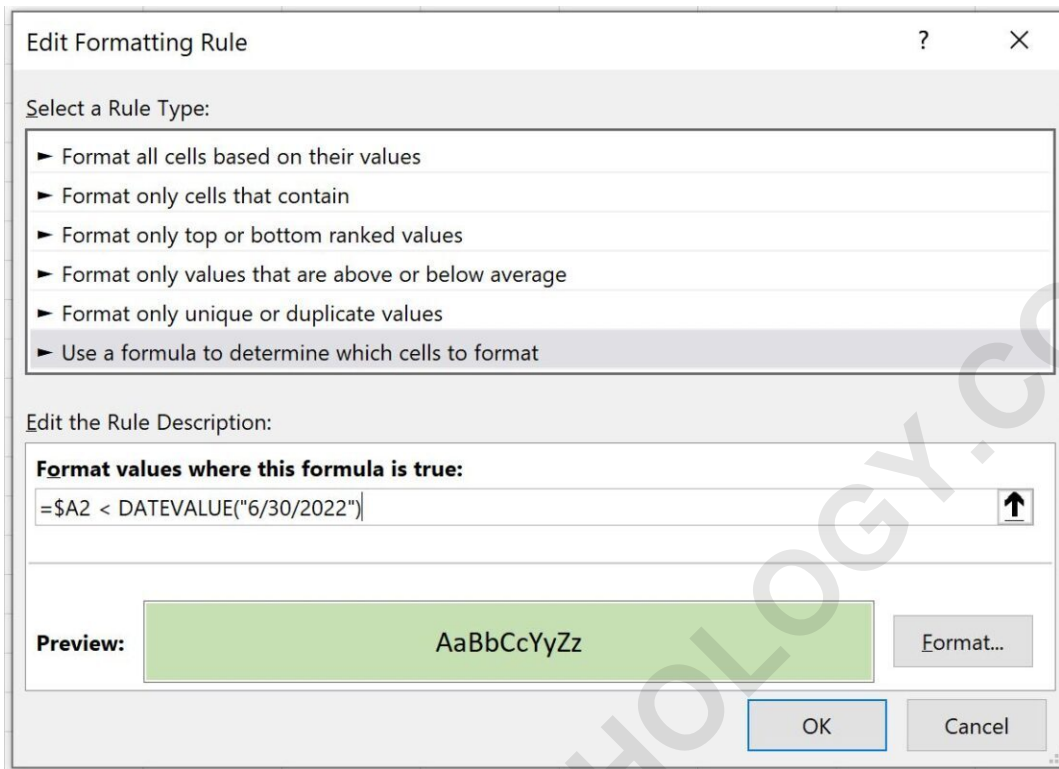 Edit Formatting Rule ?
Select a Rule Type:
► Format all cells based on their values
► Format only cells that contain
► Format only top or bottom ranked values
► Format only values that are above or below average
► Format only unique or duplicate values
► Use a formula to determine which cells to format
Edit the Rule Description:
Format values where this formula is true:
=$A2 < DATEVALUE("6/30/2022")
Preview: AaBbCcYyZz Format...
OK Cancel
HOLOGY.CO